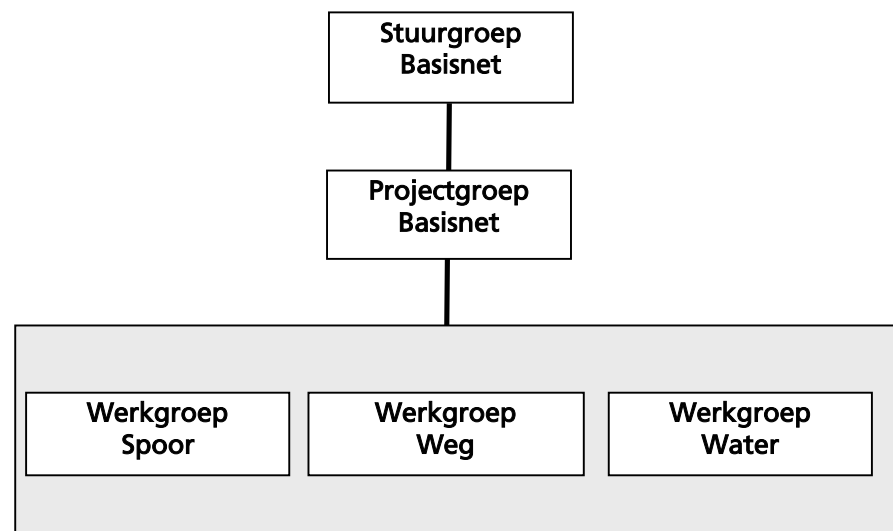 Stuurgroep
Basisnet
Projectgroep
Basisnet
Werkgroep
Spoor
Werkgroep
Weg
Werkgroep
Water